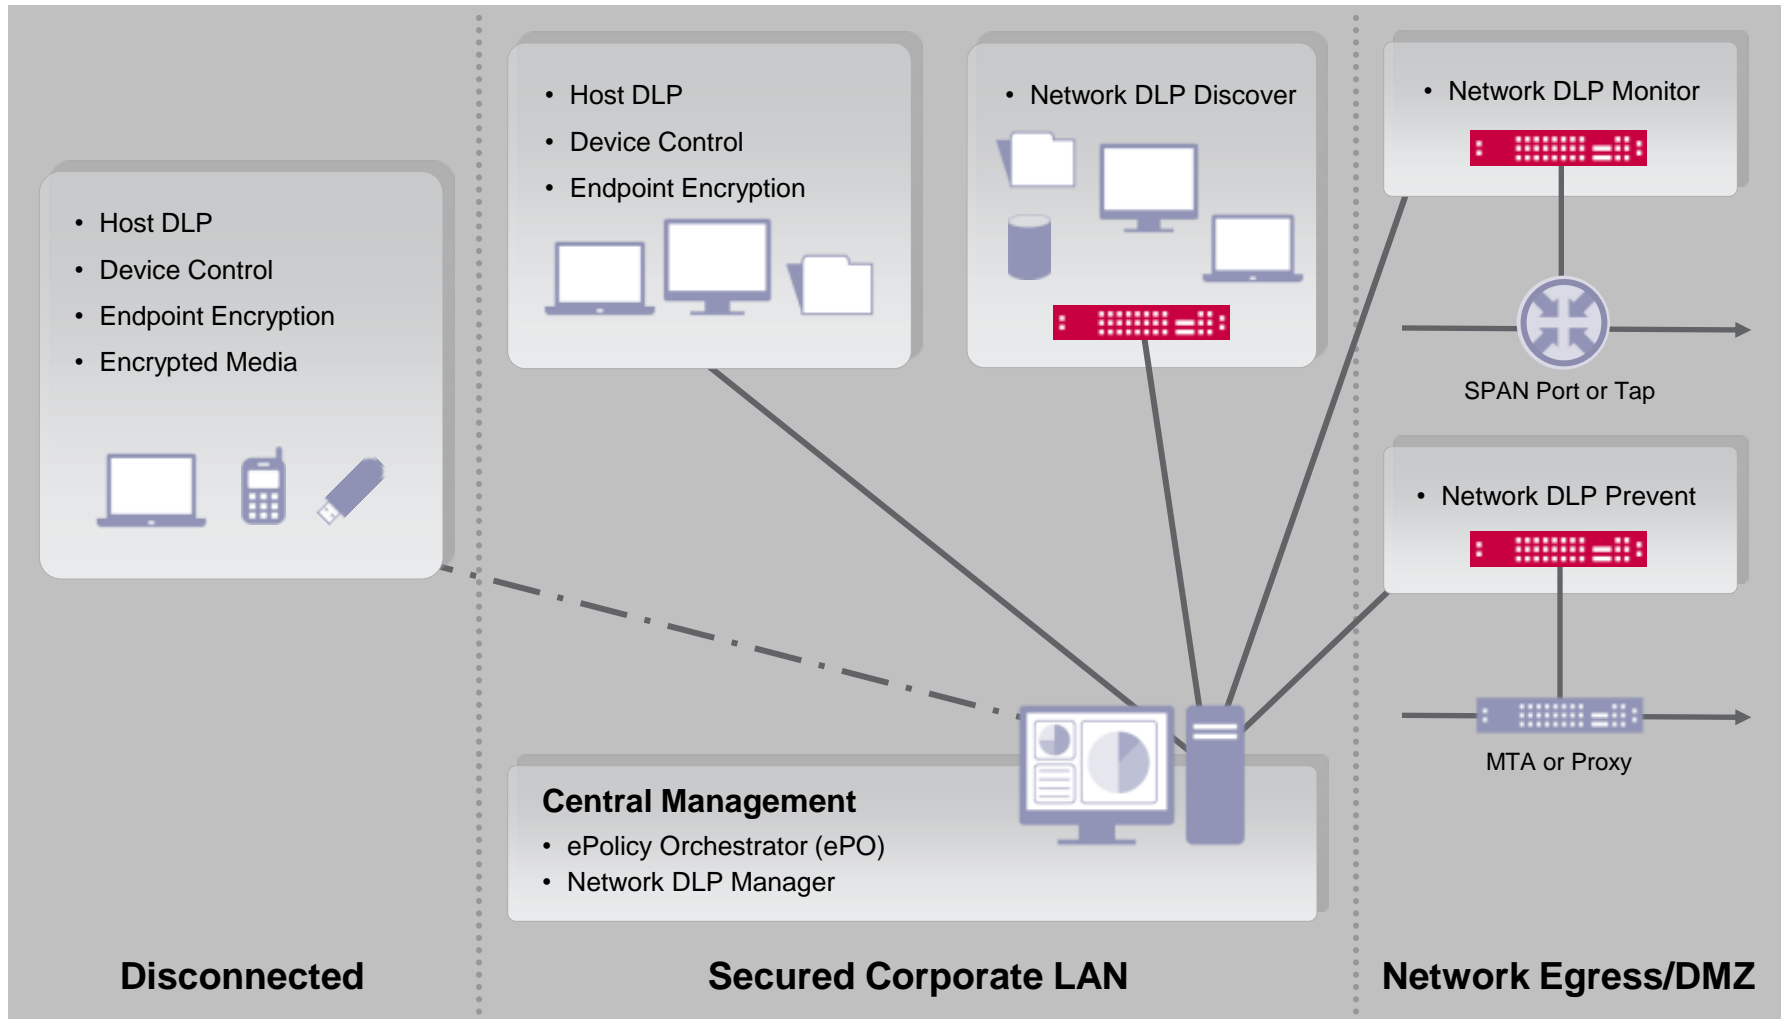 • Host DLP
• Device Control
• Endpoint Encryption
• Encrypted Media
• Host DLP
• Device Control
• Endpoint Encryption
• Network DLP Discover
• Network DLP Monitor
SPAN Port or Tap
• Network DLP Prevent
MTA or Proxy
Central Management
• ePolicy Orchestrator (ePO)
• Network DLP Manager
Disconnected
Secured Corporate LAN
Network Egress/DMZ